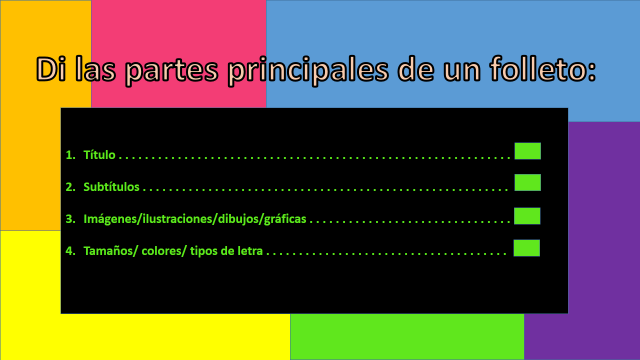 Di las partes principales de un folleto:
1. Título . . . . . . . . . . . . . . . . . . . . . . . . . . . . . . . . . . . . . . . . . . . . . . . . . . . . . . . . . . . .
2. Subtítulos . . . . . . . . . . . . . . . . . . . . . . . . . . . . . . . . . . . . . . . . . . . . . . . . . . . . . . . .
3. Imágenes/ilustraciones/dibujos/gráficas . . . . . . . . . . . . . . . . . . . . . . . . . . . . . . .
4. Tamaños/ colores/ tipos de letra . . . . . . . . . . . . . . . . . . . . . . . . . . . . . . . . . . . . .